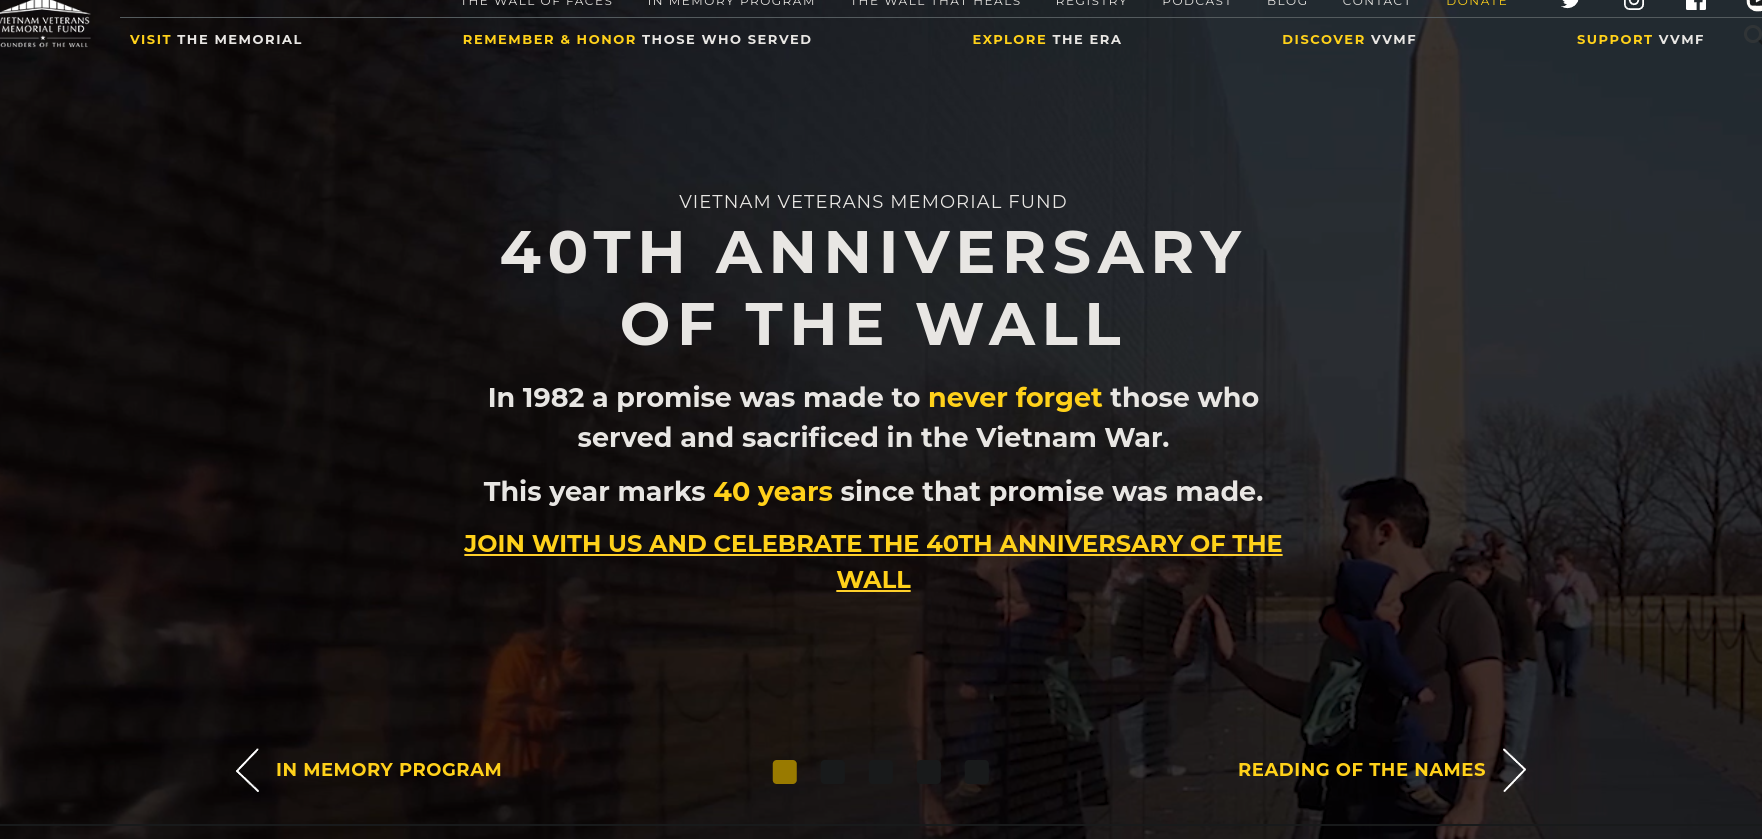 THE WALL OF FACES IN MEMORY PROGRAM THE WALL THAT HEALS REGISTRY PODCAST BLOG CONTACT DONATE
VIETNAM VETERANS
MEMORIAL FUND
FOUNDERS OF THE WALL
VISIT THE MEMORIAL REMEMBER & HONOR THOSE WHO SERVED EXPLORE THE ERA DISCOVER VVMF SUPPORT VVMF
VIETNAM VETERANS MEMORIAL FUND
40TH ANNIVERSARY
OF THE WALL
In 1982 a promise was made to never forget those who
served and sacrificed in the Vietnam War.
This year marks 40 years since that promise was made.
JOIN WITH US AND CELEBRATE THE 40TH ANNIVERSARY OF THE
WALL
IN MEMORY PROGRAM READING OF THE NAMES